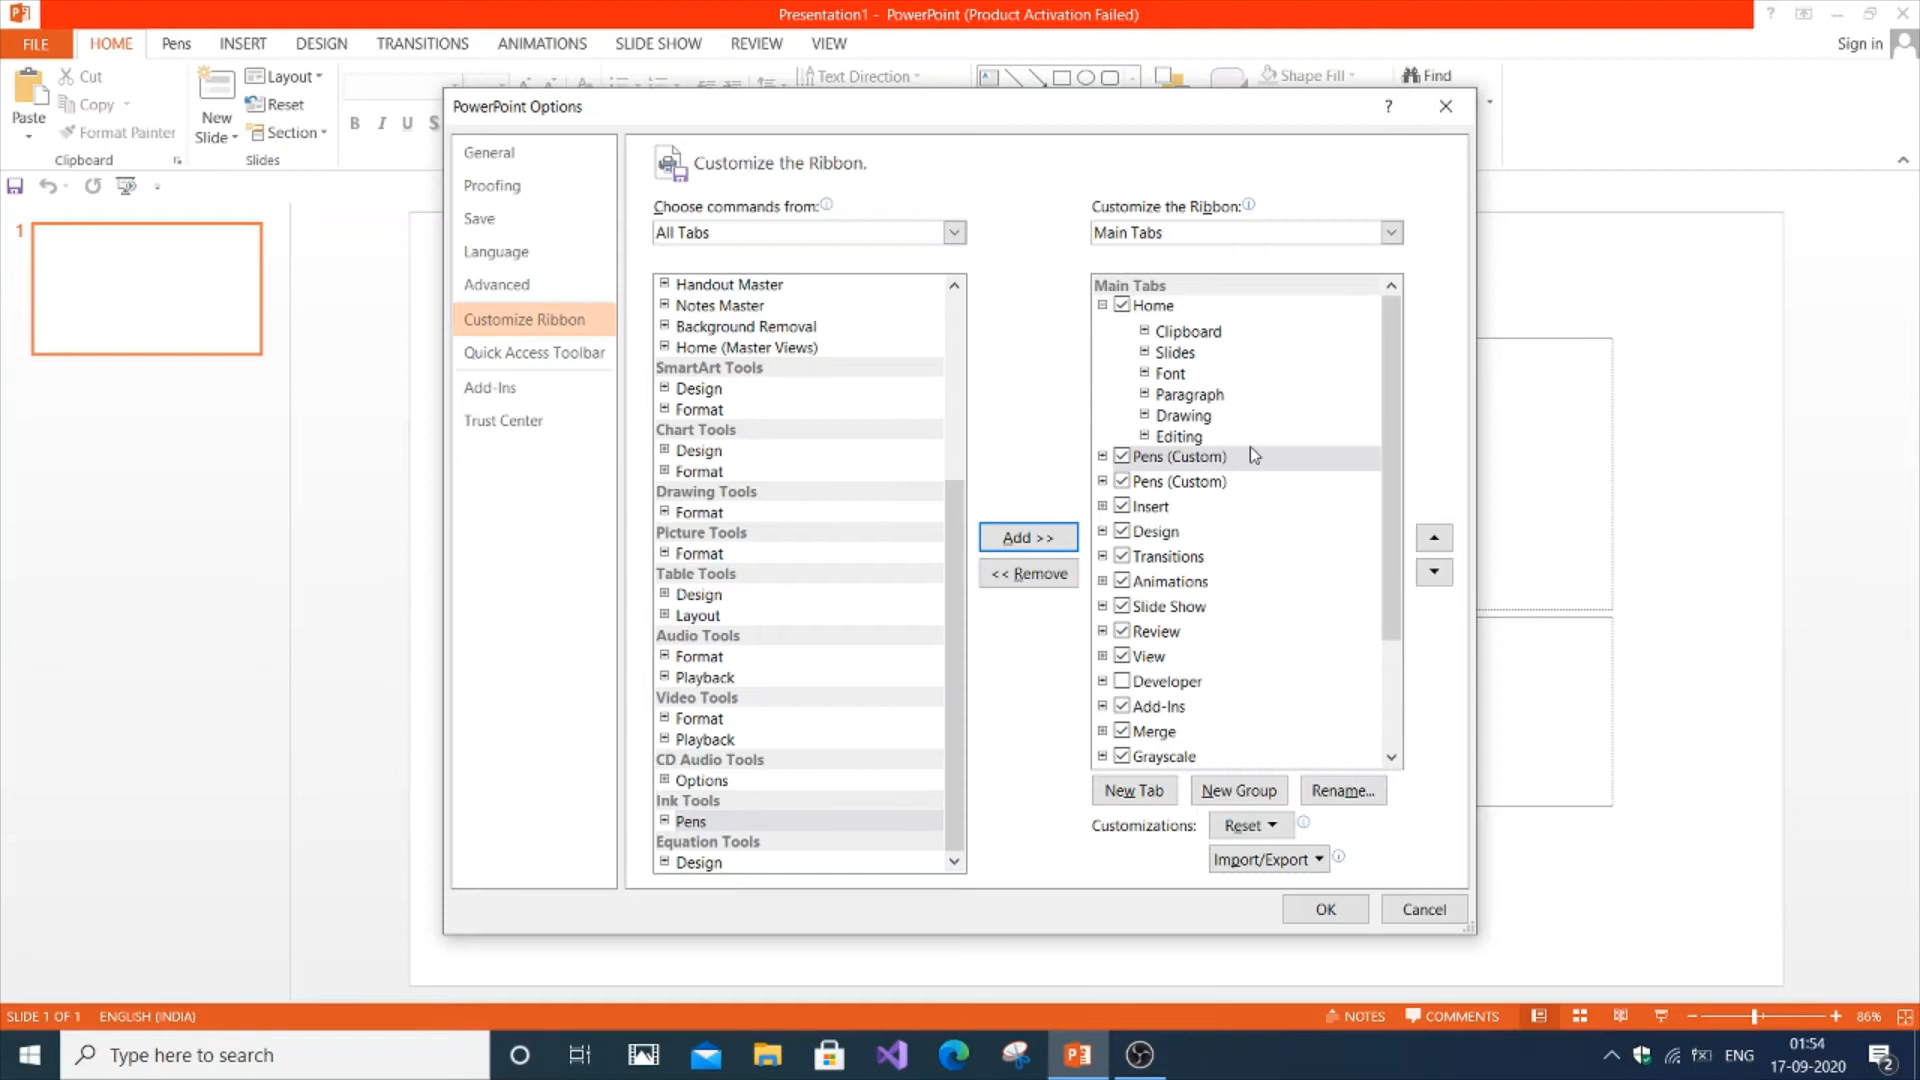 Presentation1 - PowerPoint (Product Activation Failed)
FILE HOME Pens INSERT DESIGN TRANSITIONS ANIMATIONS SLIDE SHOW REVIEW VIEW Sign in
Paste
Cut
Copy
Format Painter
Clipboard
New
Slide
Layout
Reset
Section
Slides
B I U S
Text Direction
Shape Fill
Find
PowerPoint Options
General
Proofing
Save
Language
Advanced
Customize Ribbon
Quick Access Toolbar
Add-Ins
Trust Center
Customize the Ribbon.
Choose commands from:
All Tabs
Handout Master
Notes Master
Background Removal
Home (Master Views)
SmartArt Tools
Design
Format
Chart Tools
Design
Format
Drawing Tools
Format
Picture Tools
Format
Table Tools
Design
Layout
Audio Tools
Format
Playback
Video Tools
Format
Playback
CD Audio Tools
Options
Ink Tools
Pens
Equation Tools
Design
Add >>
<< Remove
Customize the Ribbon:
Main Tabs
Main Tabs
Home
Clipboard
Slides
Font
Paragraph
Drawing
Editing
Pens (Custom)
Pens (Custom)
Insert
Design
Transitions
Animations
Slide Show
Review
View
Developer
Add-Ins
Merge
Grayscale
New Tab New Group Rename...
Customizations: Reset
Import/Export
OK Cancel
1
SLIDE 1 OF 1 ENGLISH (INDIA) NOTES COMMENTS 86%
Type here to search
ENG
01:54
17-09-2020
2